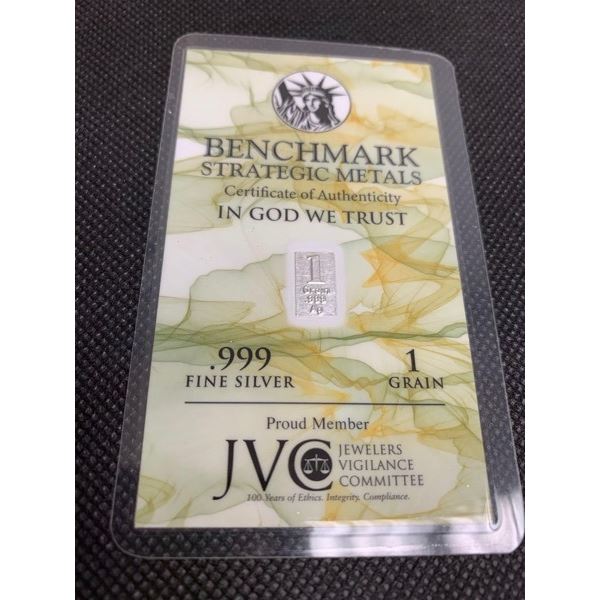 BENCHMARK
STRATEGIC METALS
Certificate of Authenticity
IN GOD WE TRUST
1
Grain
.999
Ag
.999
FINE SILVER
1
GRAIN
Proud Member
JVC
JEWELERS
VIGILANCE
COMMITTEE
100 Years of Ethics. Integrity. Compliance.